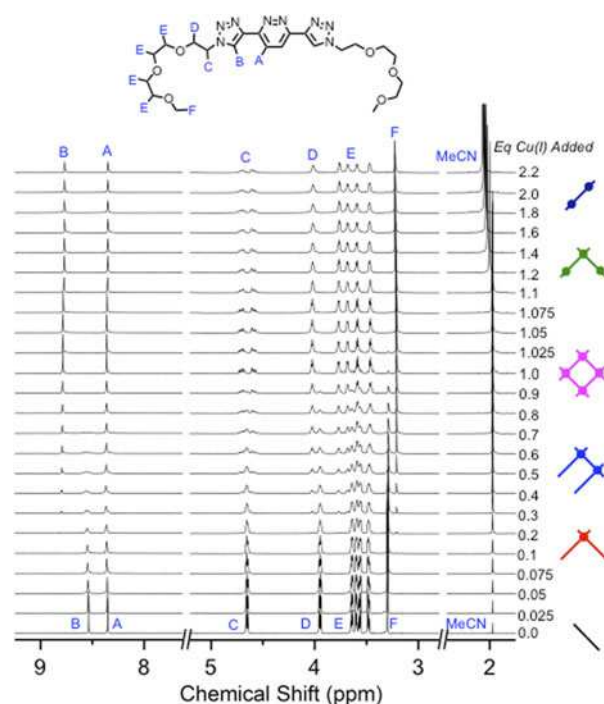 N=N N-N N=N
E D N N
E O N N
E C B A O
O O
E O
O F O
F
B A C D E MeCN Eq Cu(I) Added
2.2
2.0
1.8
1.6
1.4
1.2
1.1
1.075
1.05
1.025
1.0
0.9
0.8
0.7
0.6
0.5
0.4
0.3
0.2
0.1
0.075
0.05
0.025
B A C D E F MeCN 0.0
9 8 5 4 3 2
Chemical Shift (ppm)